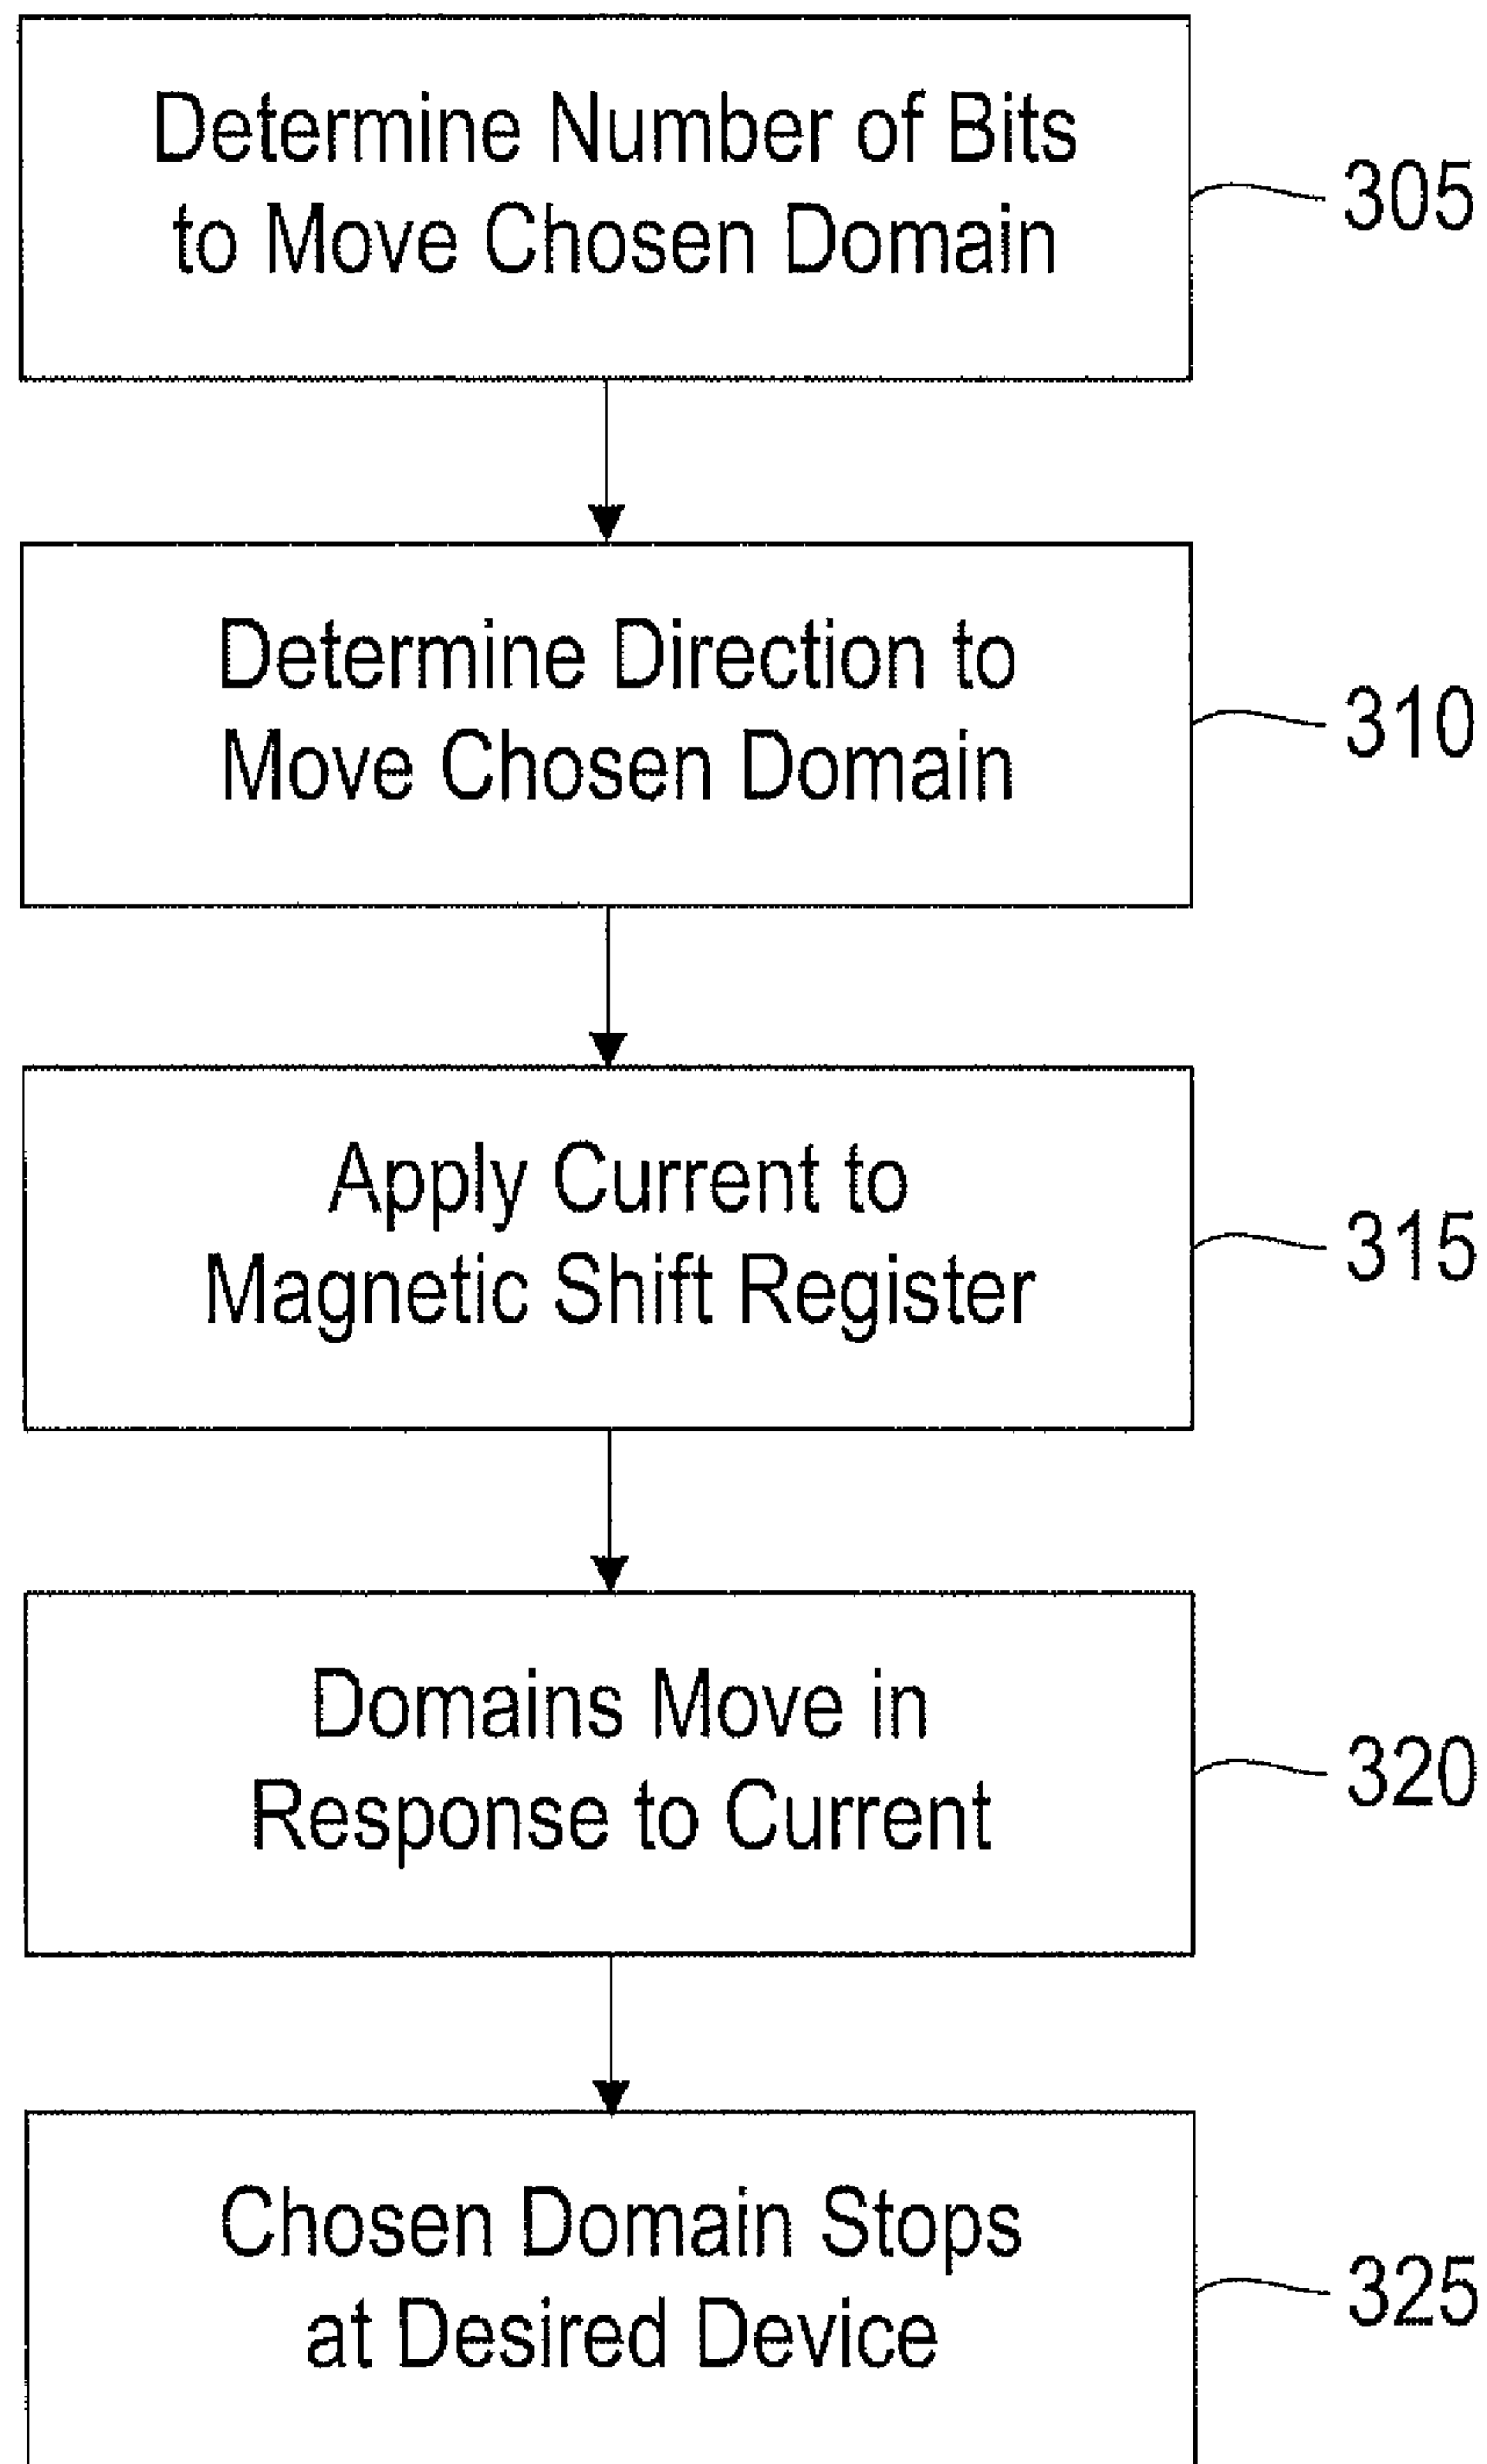 Determine Number of Bits
to Move Chosen Domain
305
Determine Direction to
Move Chosen Domain
310
Apply Current to
Magnetic Shift Register
315
Domains Move in
Response to Current
320
Chosen Domain Stops
at Desired Device
325